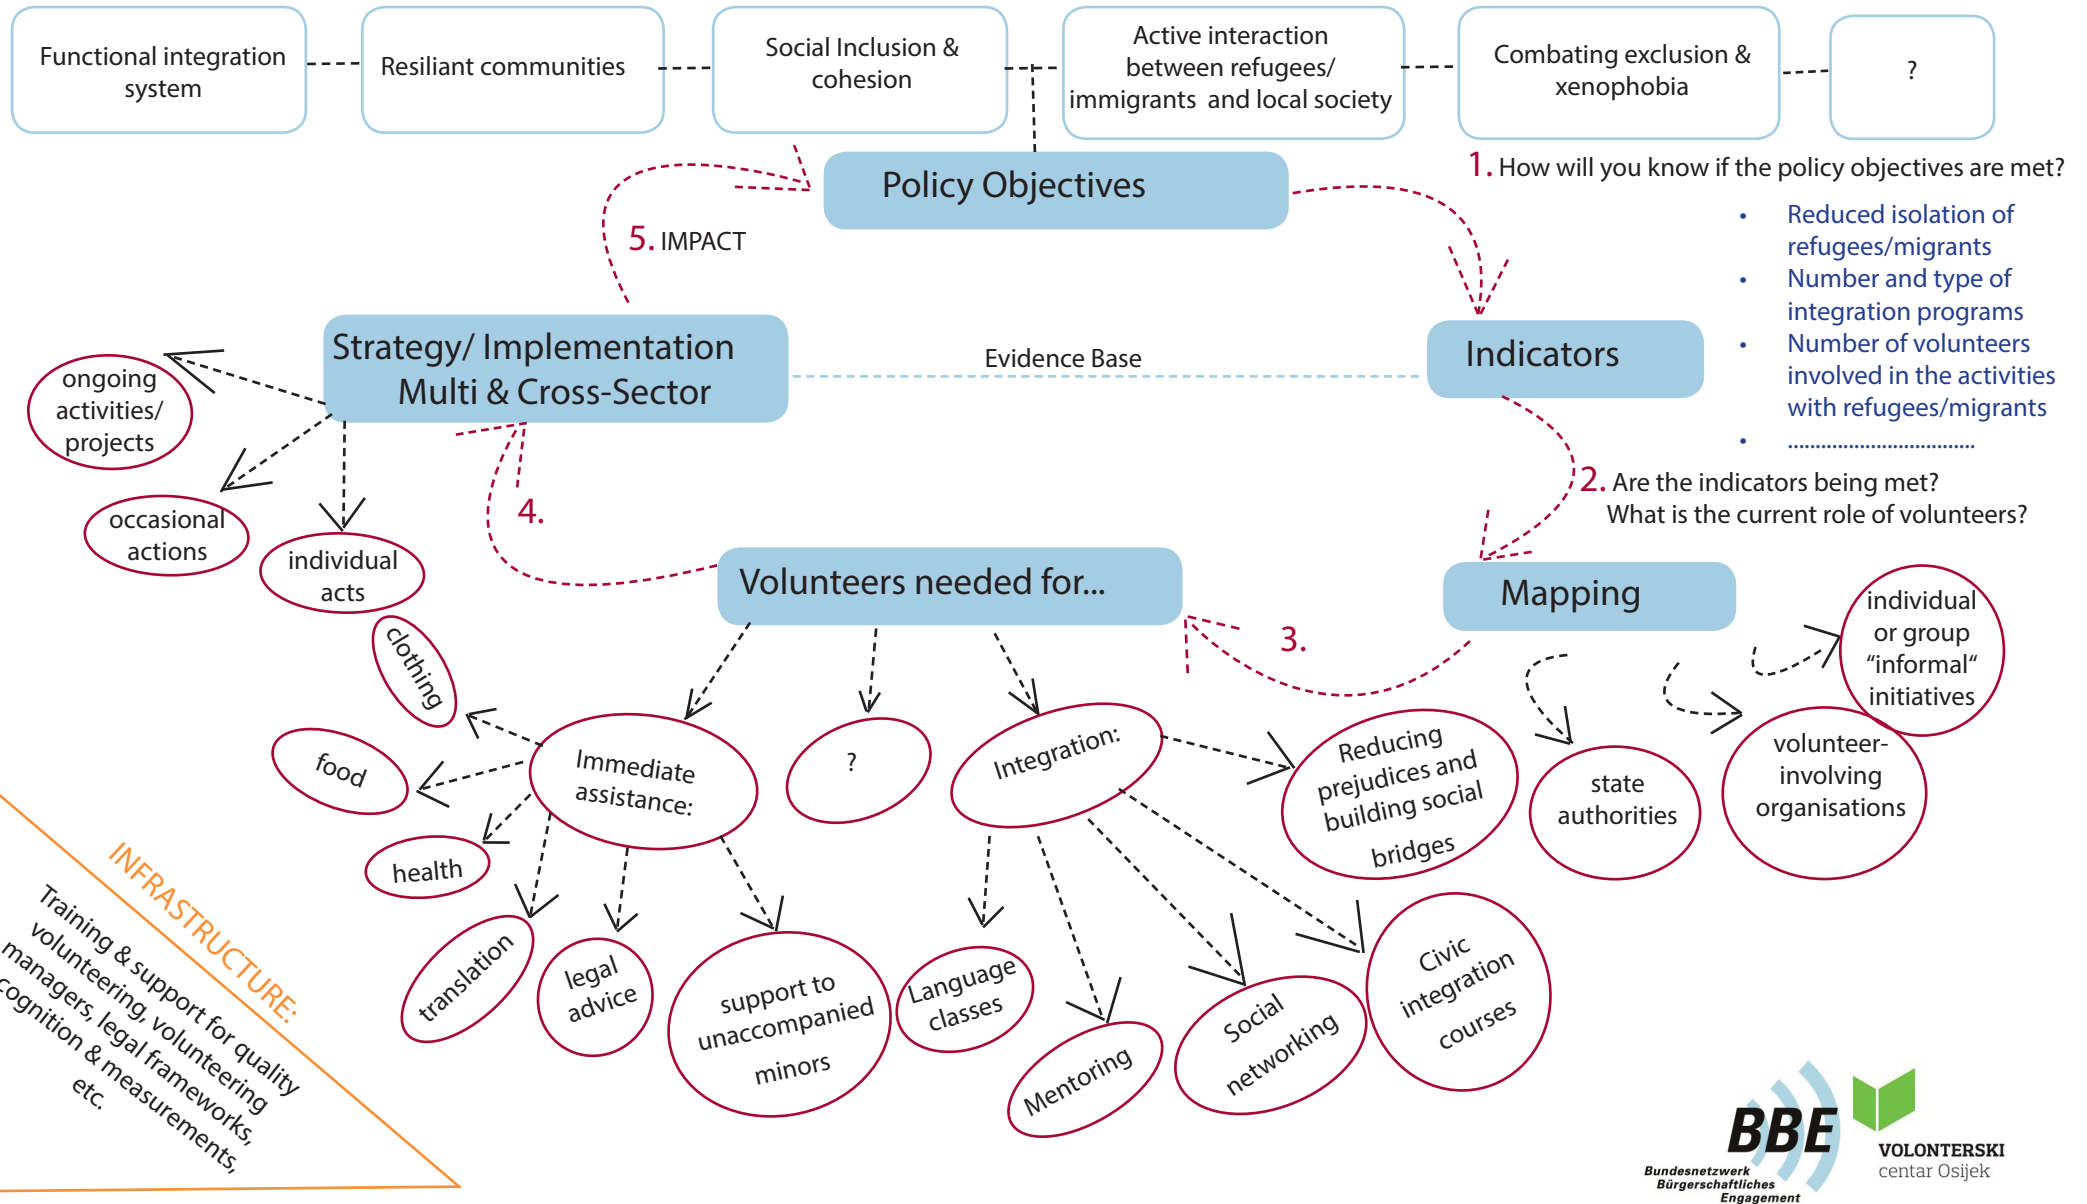 Functional integration
system
Resiliant communities
Social Inclusion &
cohesion
Active interaction
between refugees/
immigrants and local society
Combating exclusion &
xenophobia
?
Policy Objectives
1. How will you know if the policy objectives are met?
• Reduced isolation of
refugees/migrants
• Number and type of
integration programs
• Number of volunteers
involved in the activities
with refugees/migrants
• ..................................
5. IMPACT
Strategy/ Implementation
Multi & Cross-Sector
Evidence Base
Indicators
ongoing
activities/
projects
occasional
actions
individual
acts
4.
2. Are the indicators being met?
What is the current role of volunteers?
Volunteers needed for...
Mapping
3.
individual
or group
“informal“
initiatives
volunteer-
involving
organisations
state
authorities
clothing
food
health
Immediate
assistance:
?
Integration:
Reducing
prejudices and
building social
bridges
translation
legal
advice
support to
unaccompanied
minors
Language
classes
Mentoring
Social
networking
Civic
integration
courses
INFRASTRUCTURE:
Training & support for quality
volunteering, volunteering
managers, legal frameworks,
cognition & measurements,
etc.
BBE
Bundesnetzwerk
Bürgerschaftliches
Engagement
VOLONTERSKI
centar Osijek